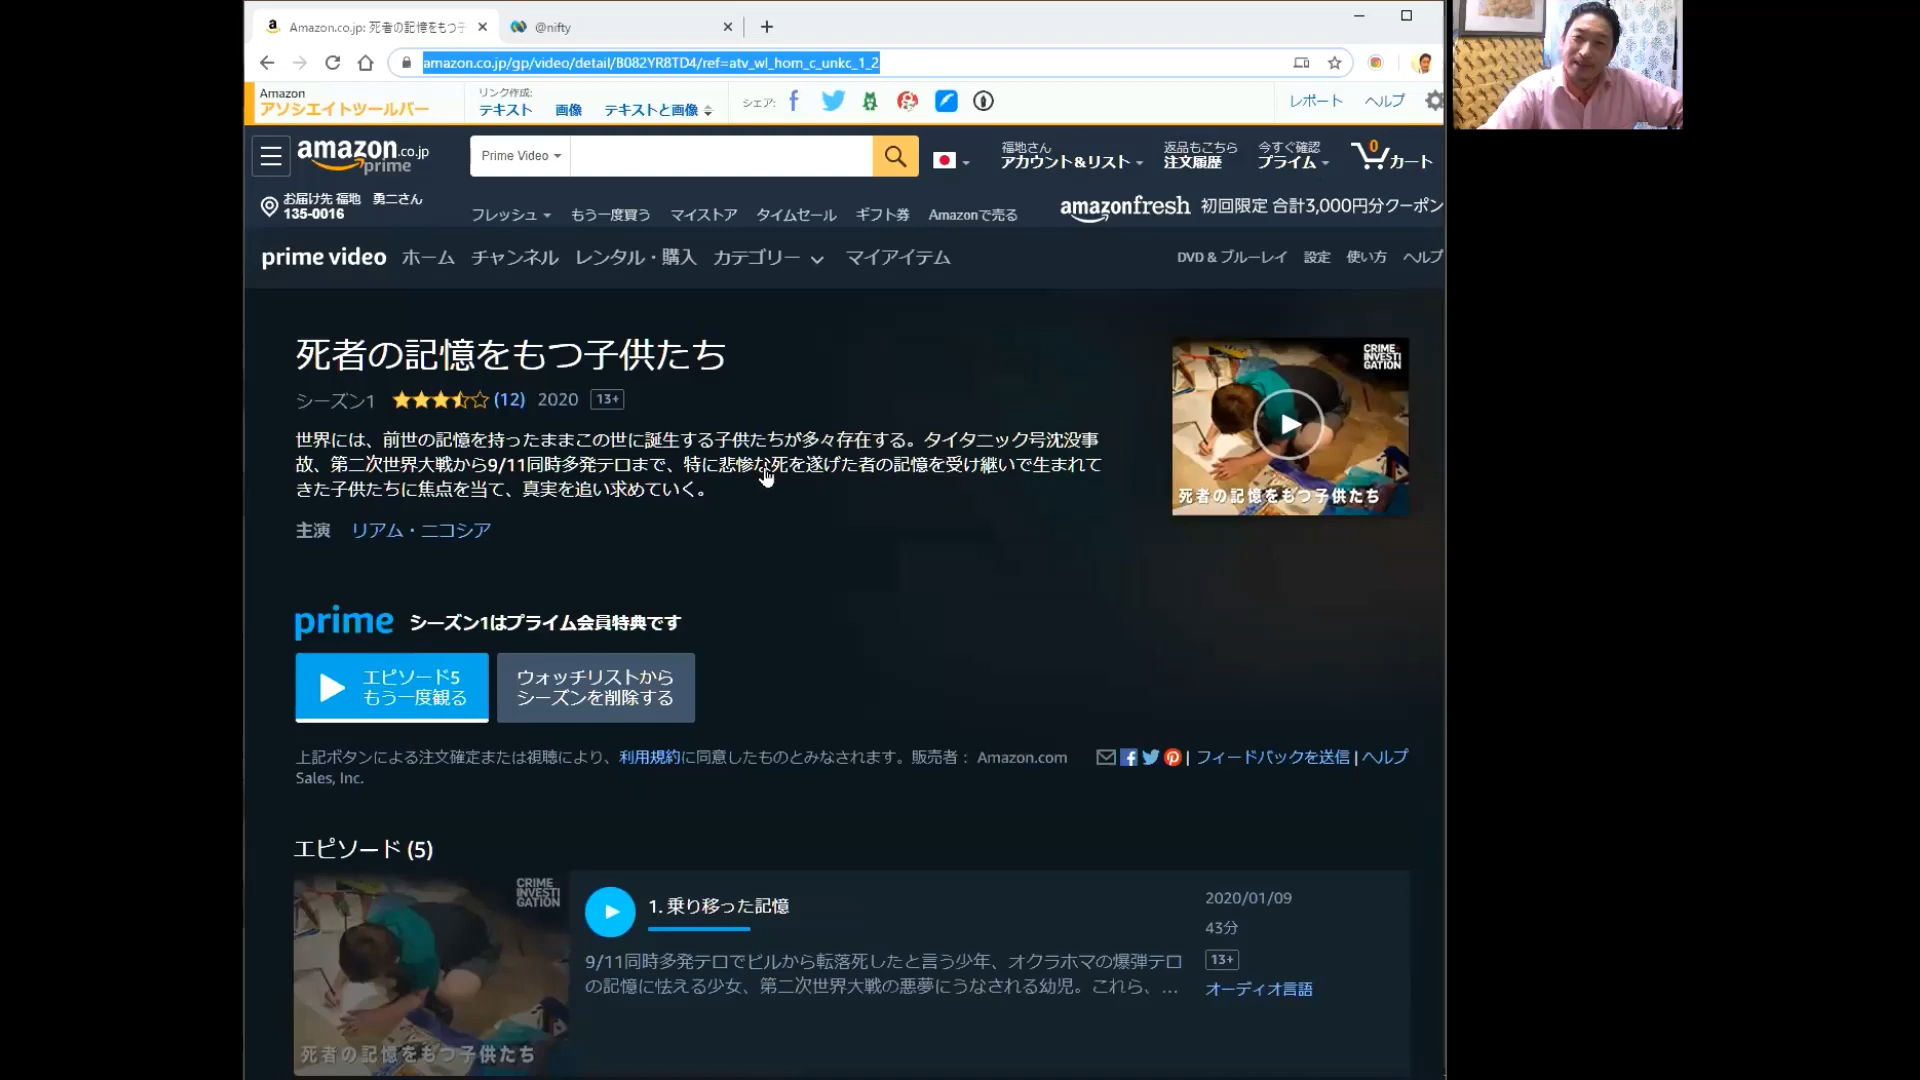 Amazon.co.jp: 死者の記憶をもつ子
@nifty
amazon.co.jp/gp/video/detail/B082YR8TD4/ref=atv_wl_hom_c_unkc_1_2
Amazon
アソシエイトツールバー
リンク作成:
テキスト 画像 テキストと画像
シェア:
レポート ヘルプ
amazon.co.jp
prime
Prime Video
福地さん
アカウント&リスト
返品もこちら
注文履歴
今すぐ確認
プライム
0
カート
お届け先 福地 勇二さん
135-0016
フレッシュ もう一度買う マイストア タイムセール ギフト券 Amazonで売る
amazonfresh 初回限定 合計3,000円分クーポン
prime video ホーム チャンネル レンタル・購入 カテゴリー マイアイテム
DVD & ブルーレイ 設定 使い方 ヘルプ
死者の記憶をもつ子供たち
シーズン1 (12) 2020 13+
世界には、前世の記憶を持ったままこの世に誕生する子供たちが多々存在する。タイタニック号沈没事
故、第二次世界大戦から9/11同時多発テロまで、特に悲惨な死を遂げた者の記憶を受け継いで生まれて
きた子供たちに焦点を当て、真実を追い求めていく。
主演 リアム・ニコシア
CRIME
INVESTI
GATION
死者の記憶をもつ子供たち
prime シーズン1はプライム会員特典です
エピソード5
もう一度観る
ウォッチリストから
シーズンを削除する
上記ボタンによる注文確定または視聴により、利用規約に同意したものとみなされます。販売者： Amazon.com
Sales, Inc.
| フィードバックを送信 | ヘルプ
エピソード (5)
CRIME
INVESTI
GATION
死者の記憶をもつ子供たち
1. 乗り移った記憶
9/11同時多発テロでビルから転落死したと言う少年、オクラホマの爆弾テロ
の記憶に怯える少女、第二次世界大戦の悪夢にうなされる幼児。これら、...
2020/01/09
43分
13+
オーディオ言語